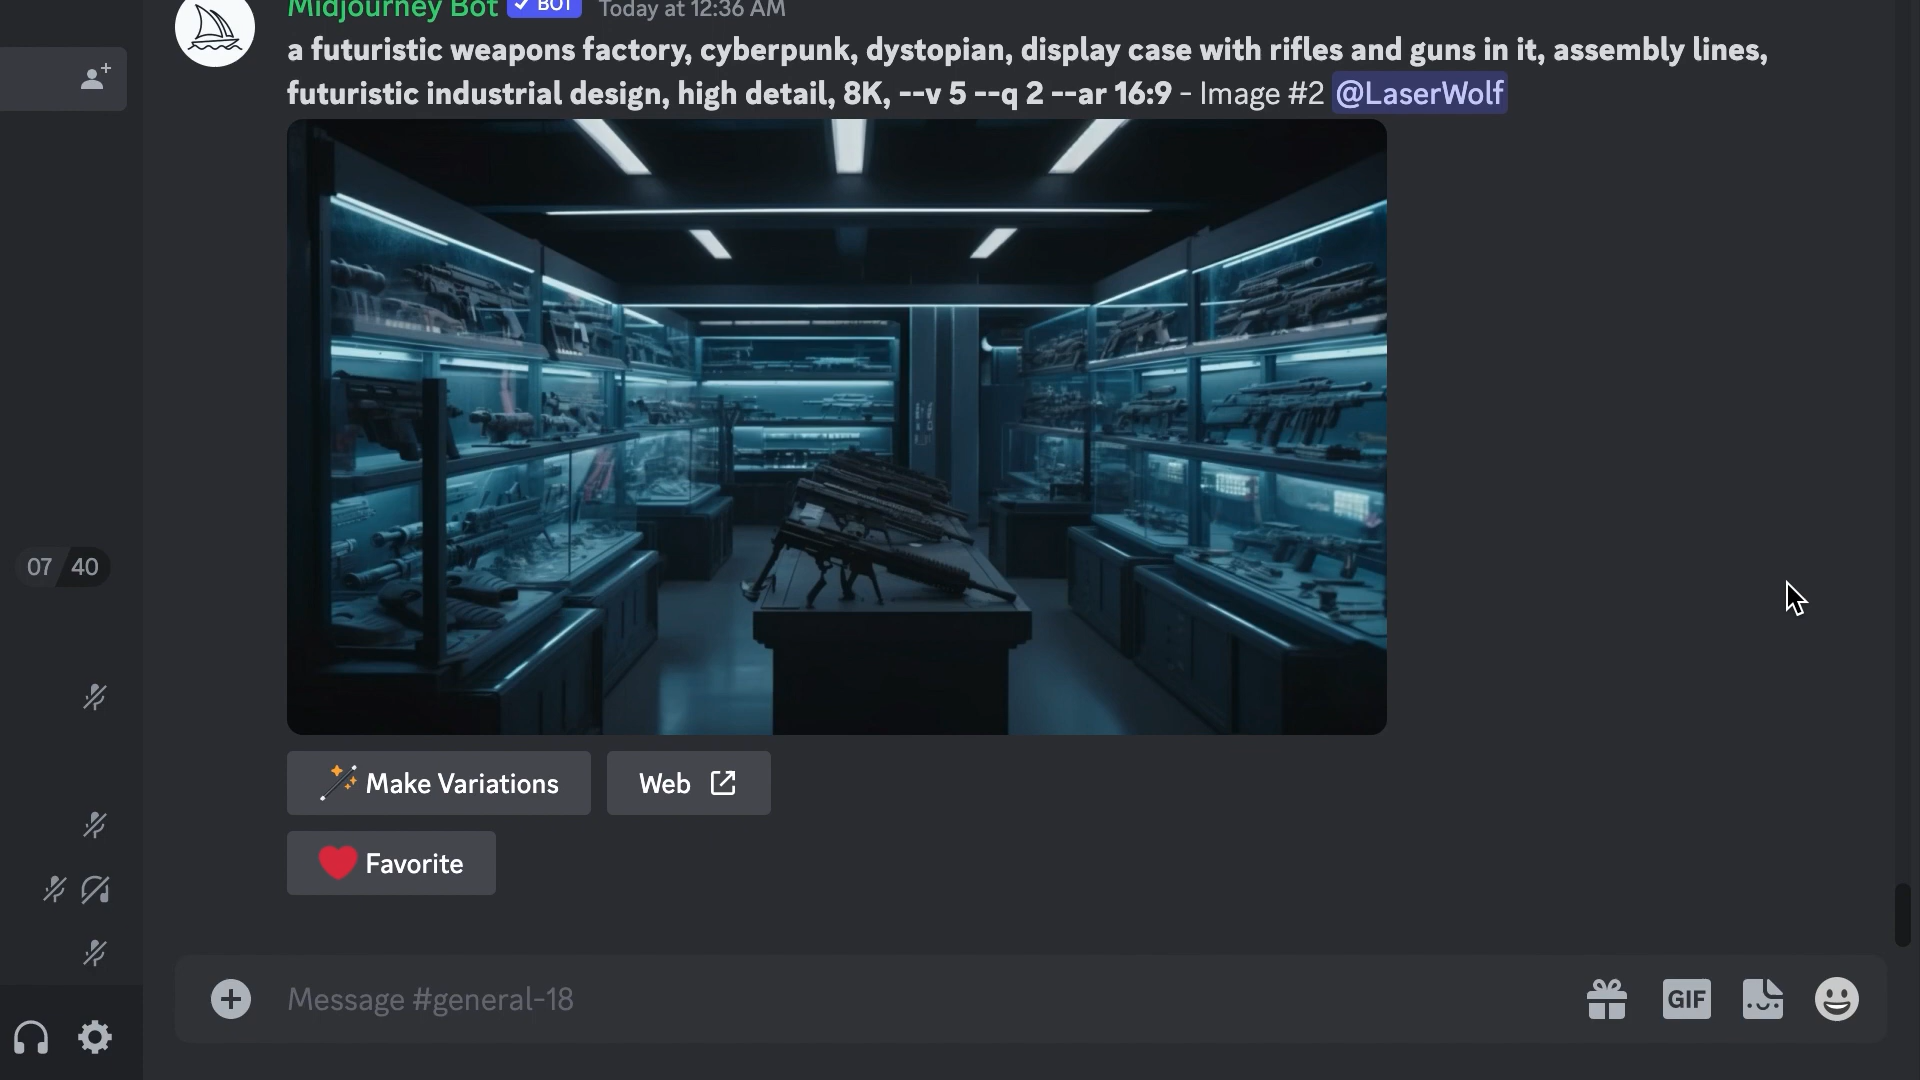 Midjourney Bot BOT Today at 12:36 AM
a futuristic weapons factory, cyberpunk, dystopian, display case with rifles and guns in it, assembly lines,
futuristic industrial design, high detail, 8K, --v 5 --q 2 --ar 16:9 - Image #2 @LaserWolf
07 40
Make Variations Web
Favorite
Message #general-18
GIF